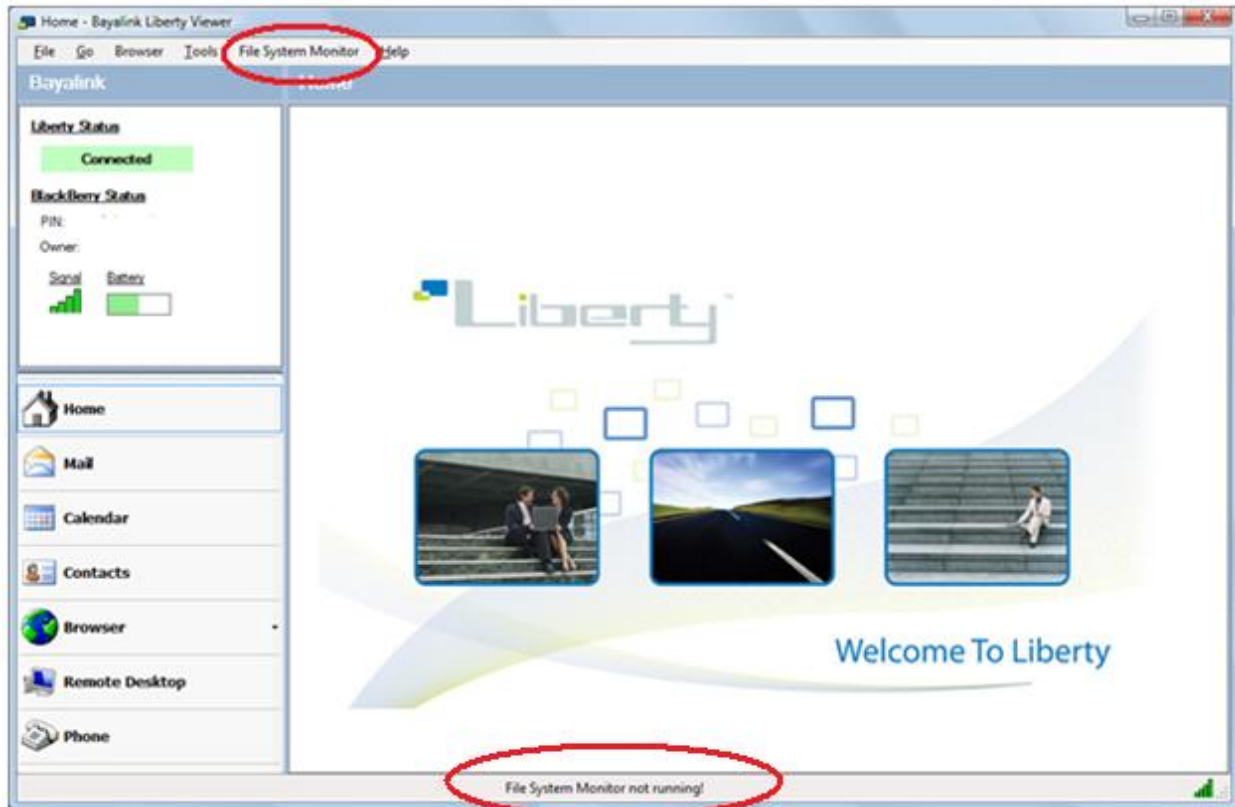 Home - Bayalink Liberty Viewer
File Go Browser Tools File System Monitor Help
Bayalink Home
Liberty Status
Connected
BlackBerry Status
PIN:
Owner:
Signal Battery
Liberty
Home
Mail
Calendar
Contacts
Browser
Remote Desktop
Phone
Welcome To Liberty
File System Monitor not running!